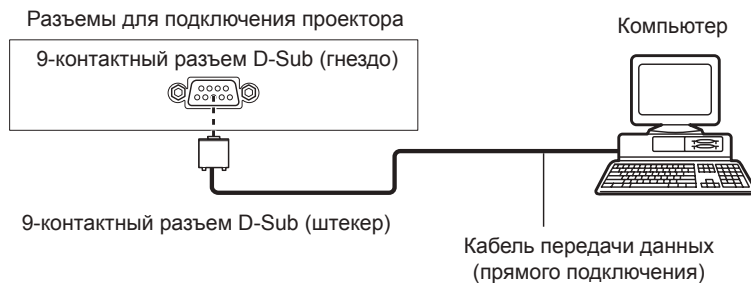 Разъемы для подключения проектора
Компьютер
9-контактный разъем D-Sub (гнездо)
9-контактный разъем D-Sub (штекер)
Кабель передачи данных
(прямого подключения)